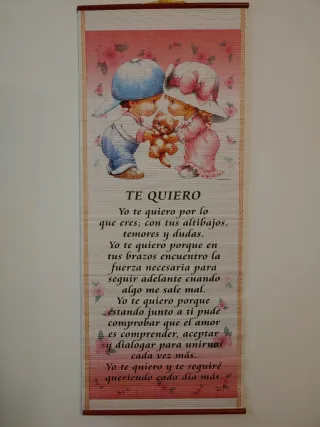 TE QUIERO
Yo te quiero por lo
que eres; con tus altibajos,
temores y dudas.
Yo te quiero porque en
tus brazos encuentro la
fuerza necesaria para
seguir adelante cuando
algo me sale mal.
Yo te quiero porque
estando junto a ti pude
comprobar que el amor
es comprender, aceptar
y dialogar para unirnos
cada vez más.
Yo te quiero y te seguiré
queriendo cada día más.